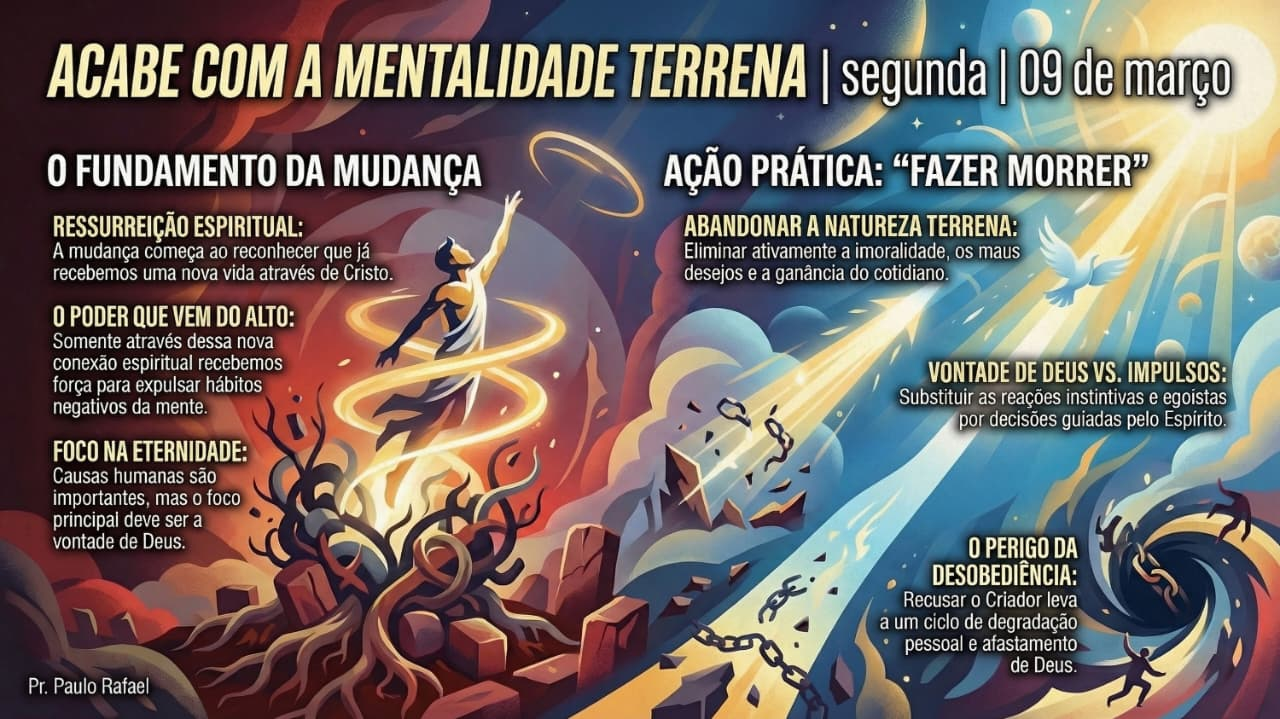 ACABE COM A MENTALIDADE TERRENA | segunda | 09 de março
O FUNDAMENTO DA MUDANÇA
RESSURREIÇÃO ESPIRITUAL:
A mudança começa ao reconhecer que já
recebemos uma nova vida através de Cristo.
O PODER QUE VEM DO ALTO:
Somente através dessa nova
conexão espiritual recebemos
força para expulsar hábitos
negativos da mente.
FOCO NA ETERNIDADE:
Causas humanas são
importantes, mas o foco
principal deve ser a
vontade de Deus.
AÇÃO PRÁTICA: “FAZER MORRER”
ABANDONAR A NATUREZA TERRENA:
Eliminar ativamente a imoralidade, os maus
desejos e a ganância do cotidiano.
VONTADE DE DEUS VS. IMPULSOS:
Substituir as reações instintivas e egoístas
por decisões guiadas pelo Espírito.
O PERIGO DA
DESOBEDIÊNCIA:
Recusar o Criador leva
a um ciclo de degradação
pessoal e afastamento
de Deus.
Pr. Paulo Rafael